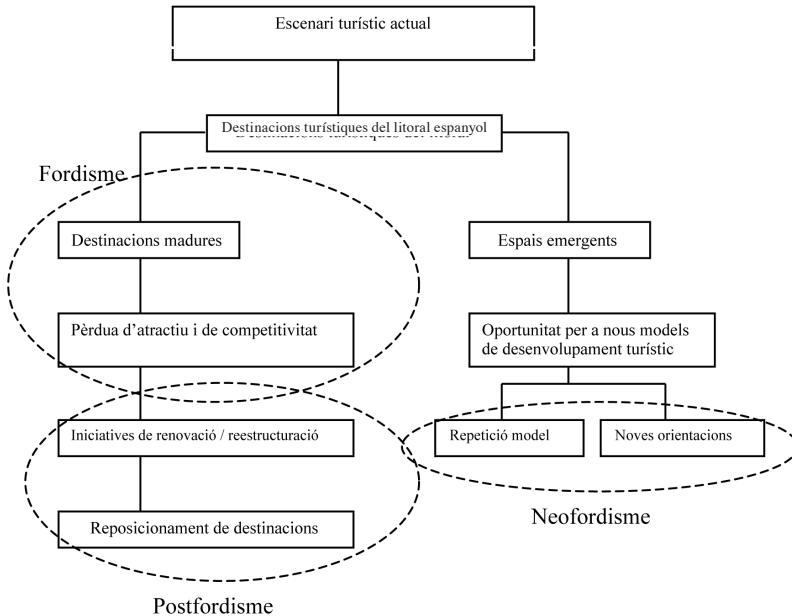 Escenari turístic actual
Destinacions turístiques del litoral espanyol
Fordisme
Destinacions madures
Espais emergents
Pèrdua d’atractiu i de competitivitat
Oportunitat per a nous models
de desenvolupament turístic
Iniciatives de renovació / reestructuració
Repetició model
Noves orientacions
Reposicionament de destinacions
Neofordisme
Postfordisme